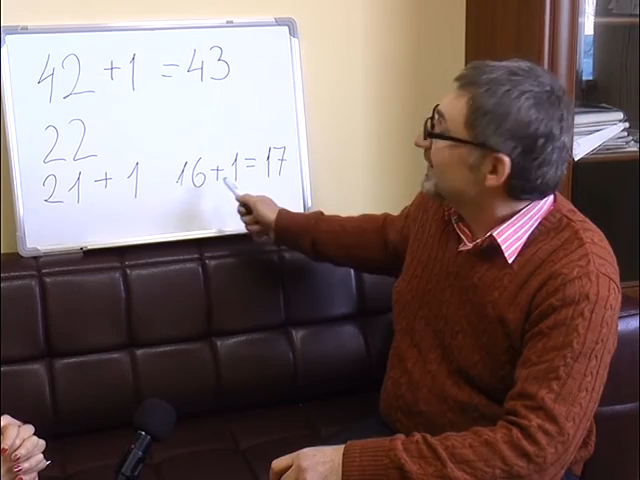 42 + 1 = 43
22
21 + 1 16 + 1 = 17